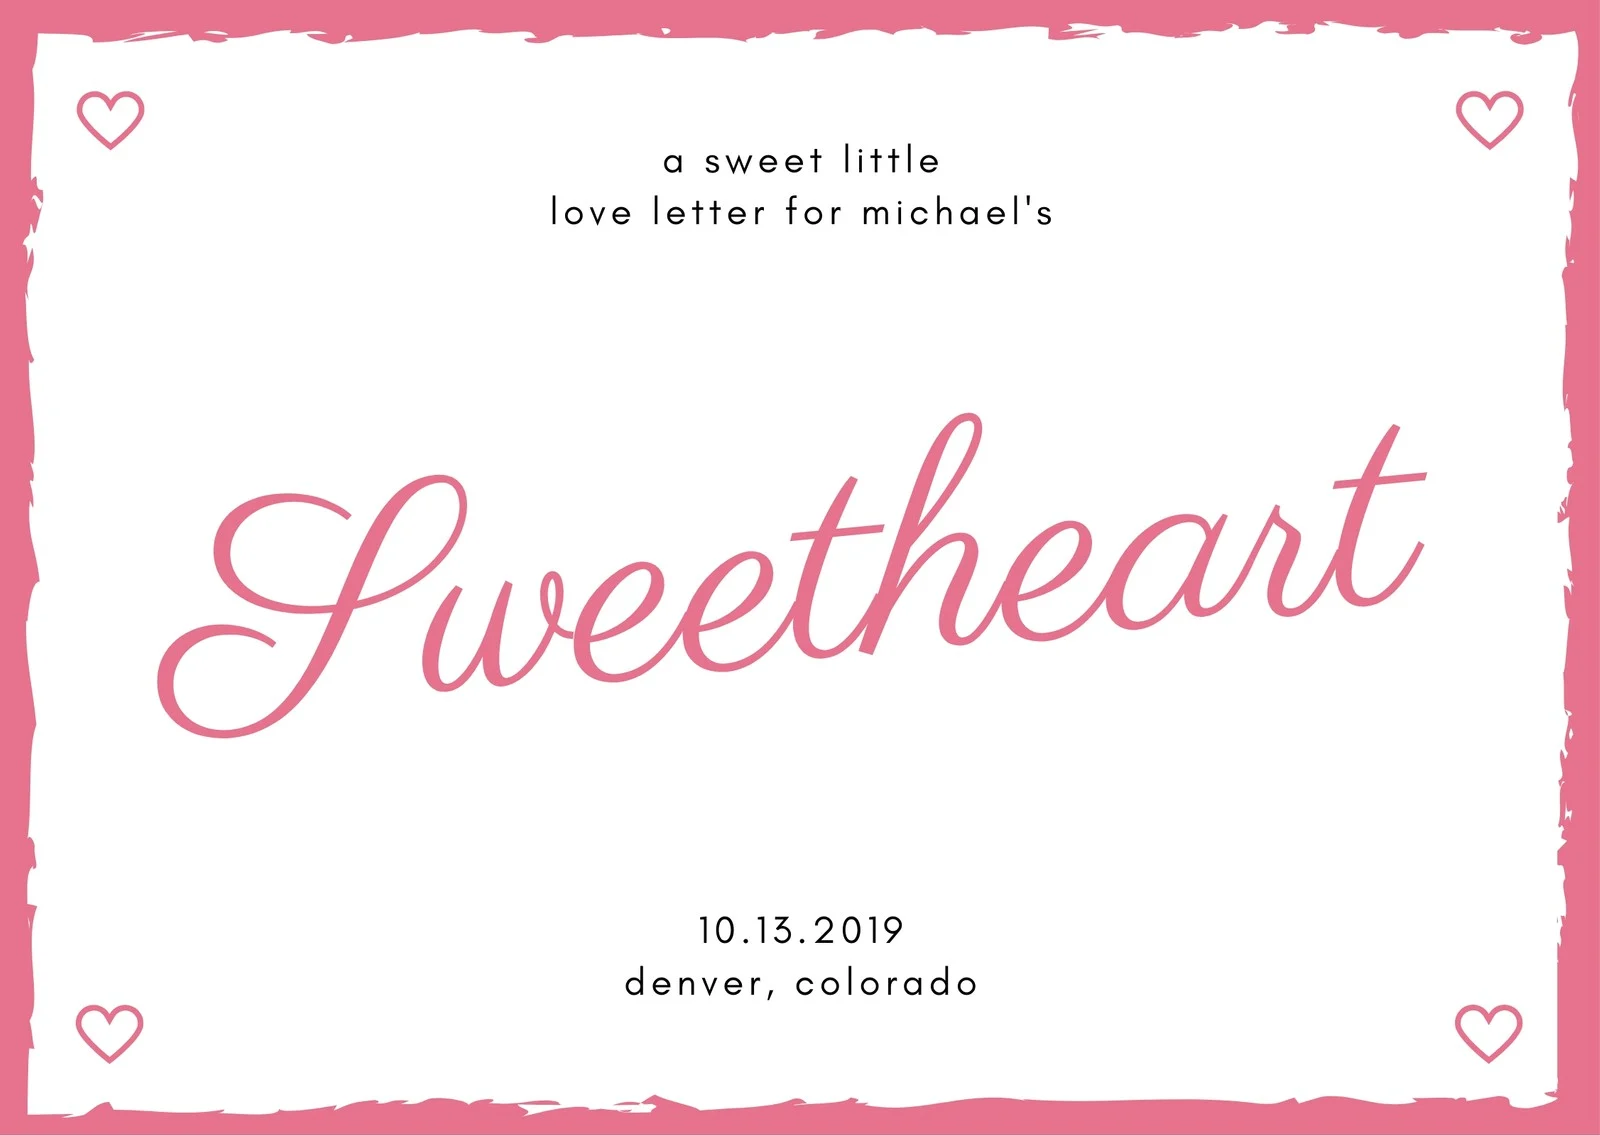 a sweet little
love letter for michael's
Sweetheart
10.13.2019
denver, colorado